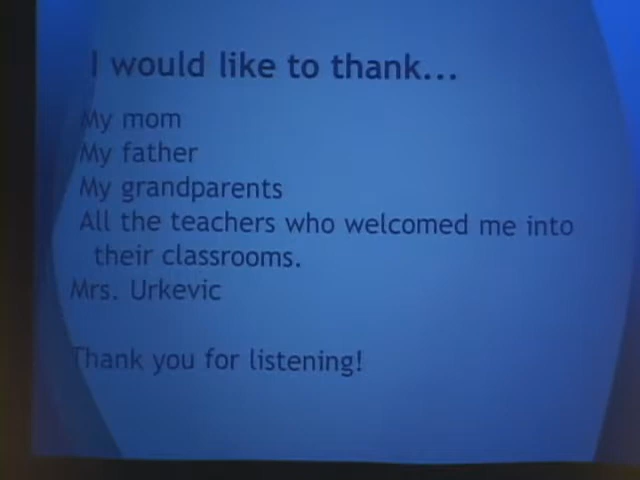 I would like to thank...
My mom
My father
My grandparents
All the teachers who welcomed me into
their classrooms.
Mrs. Urkevic
Thank you for listening!